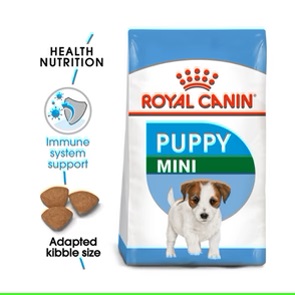 HEALTH
NUTRITION
Immune
system
support
Adapted
kibble size
ROYAL CANIN
PUPPY
MINI